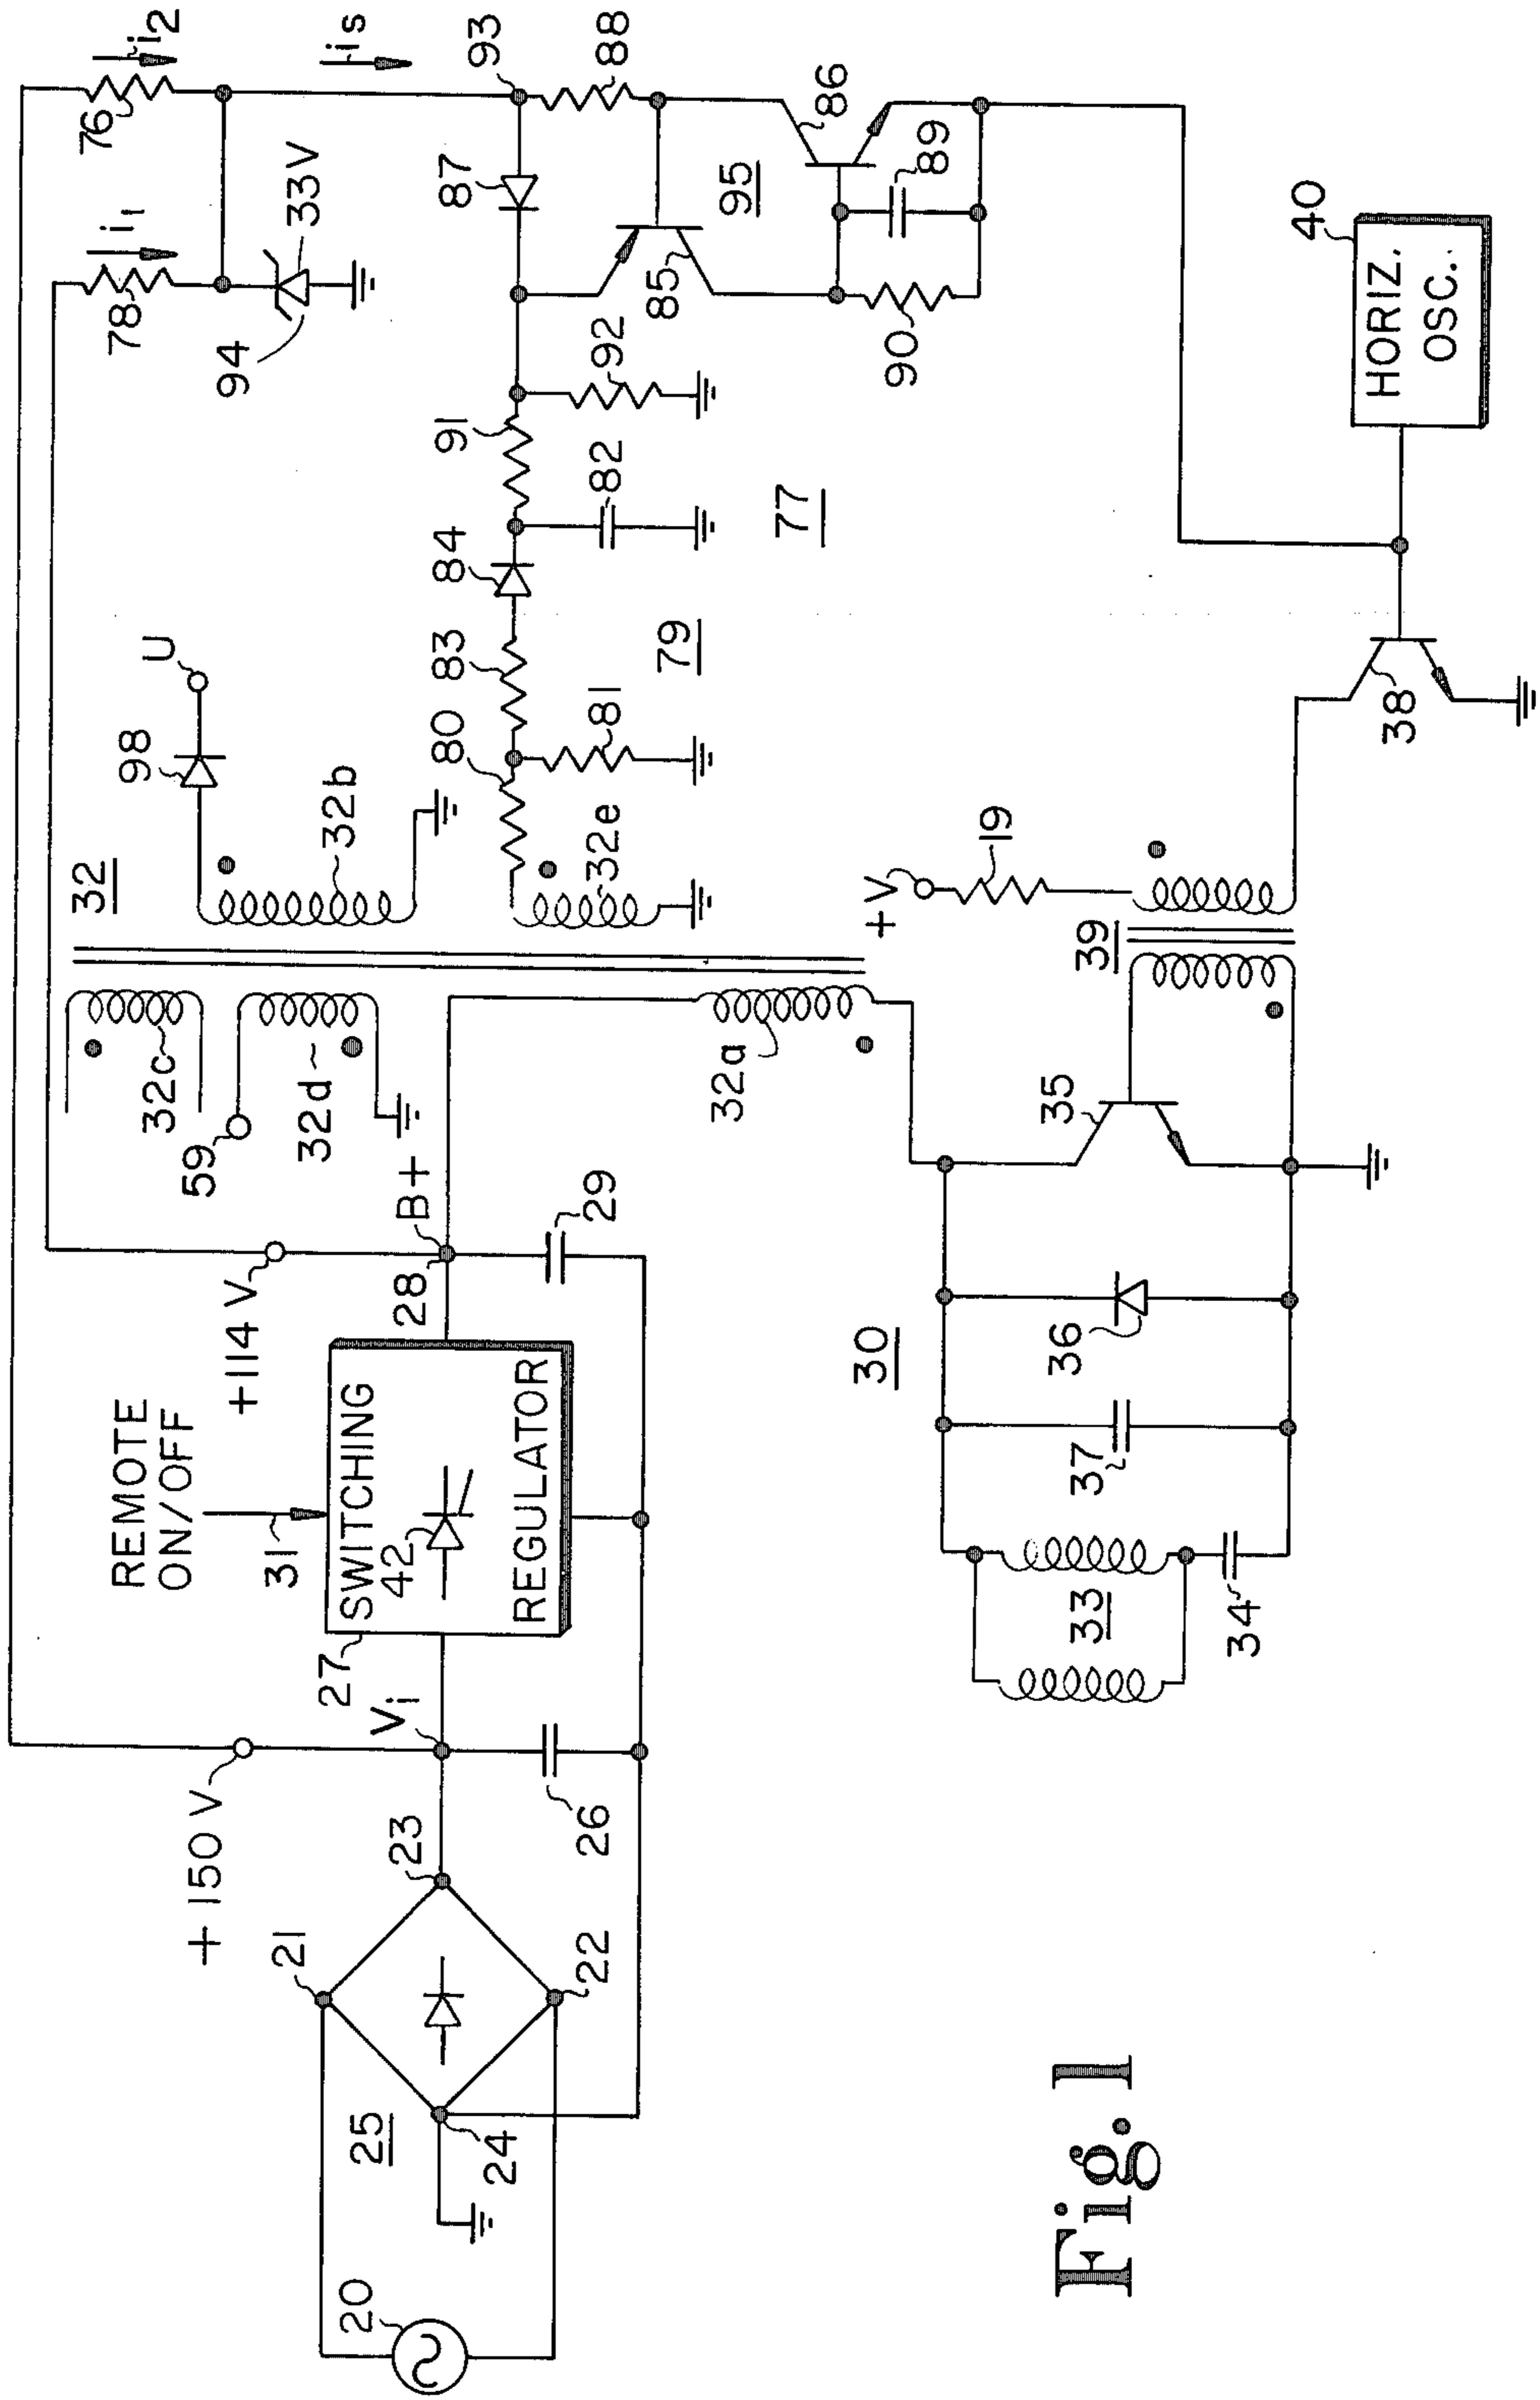 20
25
21
22
23
24
+150 V
Vi
26
27
REMOTE
ON/OFF
31
SWITCHING
42
REGULATOR
+114 V
B+
28
29
59
32c
32d
32
32a
32b
32e
98
U
80
81
83
84
79
82
91
92
77
78
i1
76
i2
94
33V
is
87
93
88
85
95
86
89
90
30
33
34
37
36
35
39
+V
19
38
40
HORIZ.
OSC.
Fig. 1